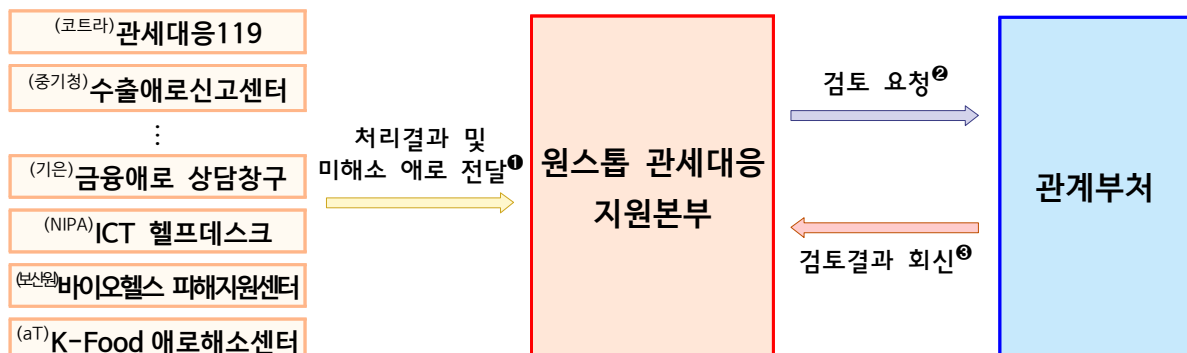 (코트라)관세대응119
(중기청)수출애로신고센터
⋮
(기은)금융애로 상담창구
(NIPA)ICT 헬프데스크
(보산원)바이오헬스 피해지원센터
(aT)K-Food 애로해소센터
처리결과 및
미해소 애로 전달❶
원스톱 관세대응
지원본부
검토 요청❷
검토결과 회신❸
관계부처